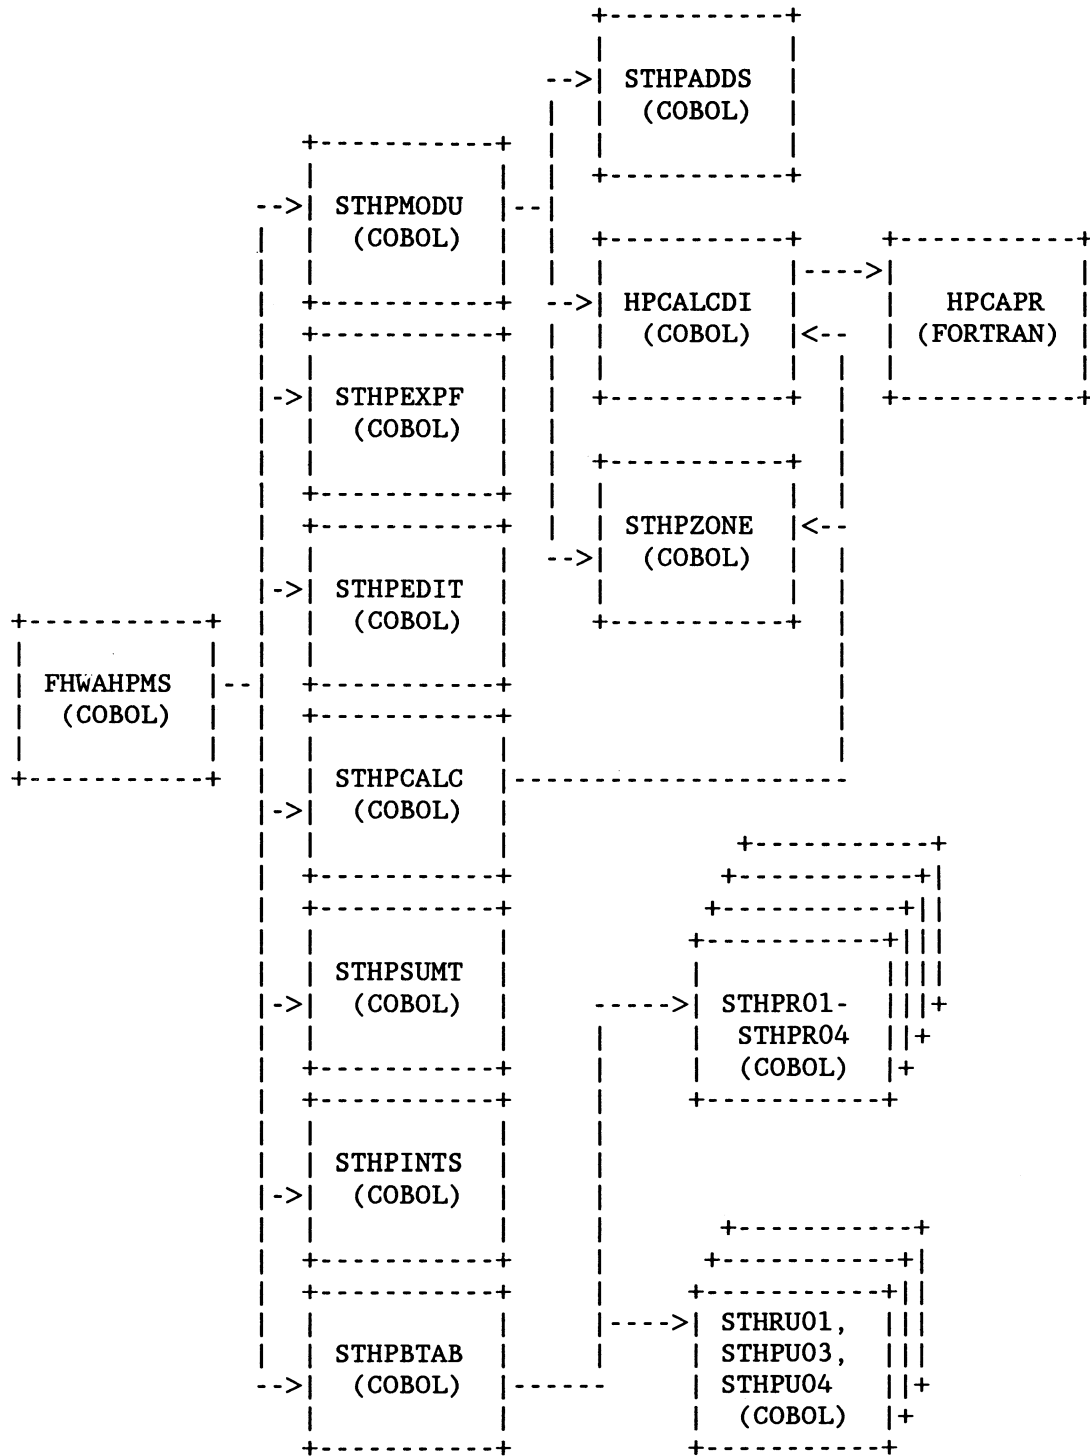 STHPADDS
(COBOL)
STHPMODU
(COBOL)
HPCALCDI
(COBOL)
HPCAPR
(FORTRAN)
STHPEXPF
(COBOL)
STHPZONE
(COBOL)
STHPEDIT
(COBOL)
FHWAHPMS
(COBOL)
STHPCALC
(COBOL)
STHPSUMT
(COBOL)
STHPR01-
STHPR04
(COBOL)
STHPINTS
(COBOL)
STHPBTAB
(COBOL)
STHRU01,
STHPU03,
STHPU04
(COBOL)